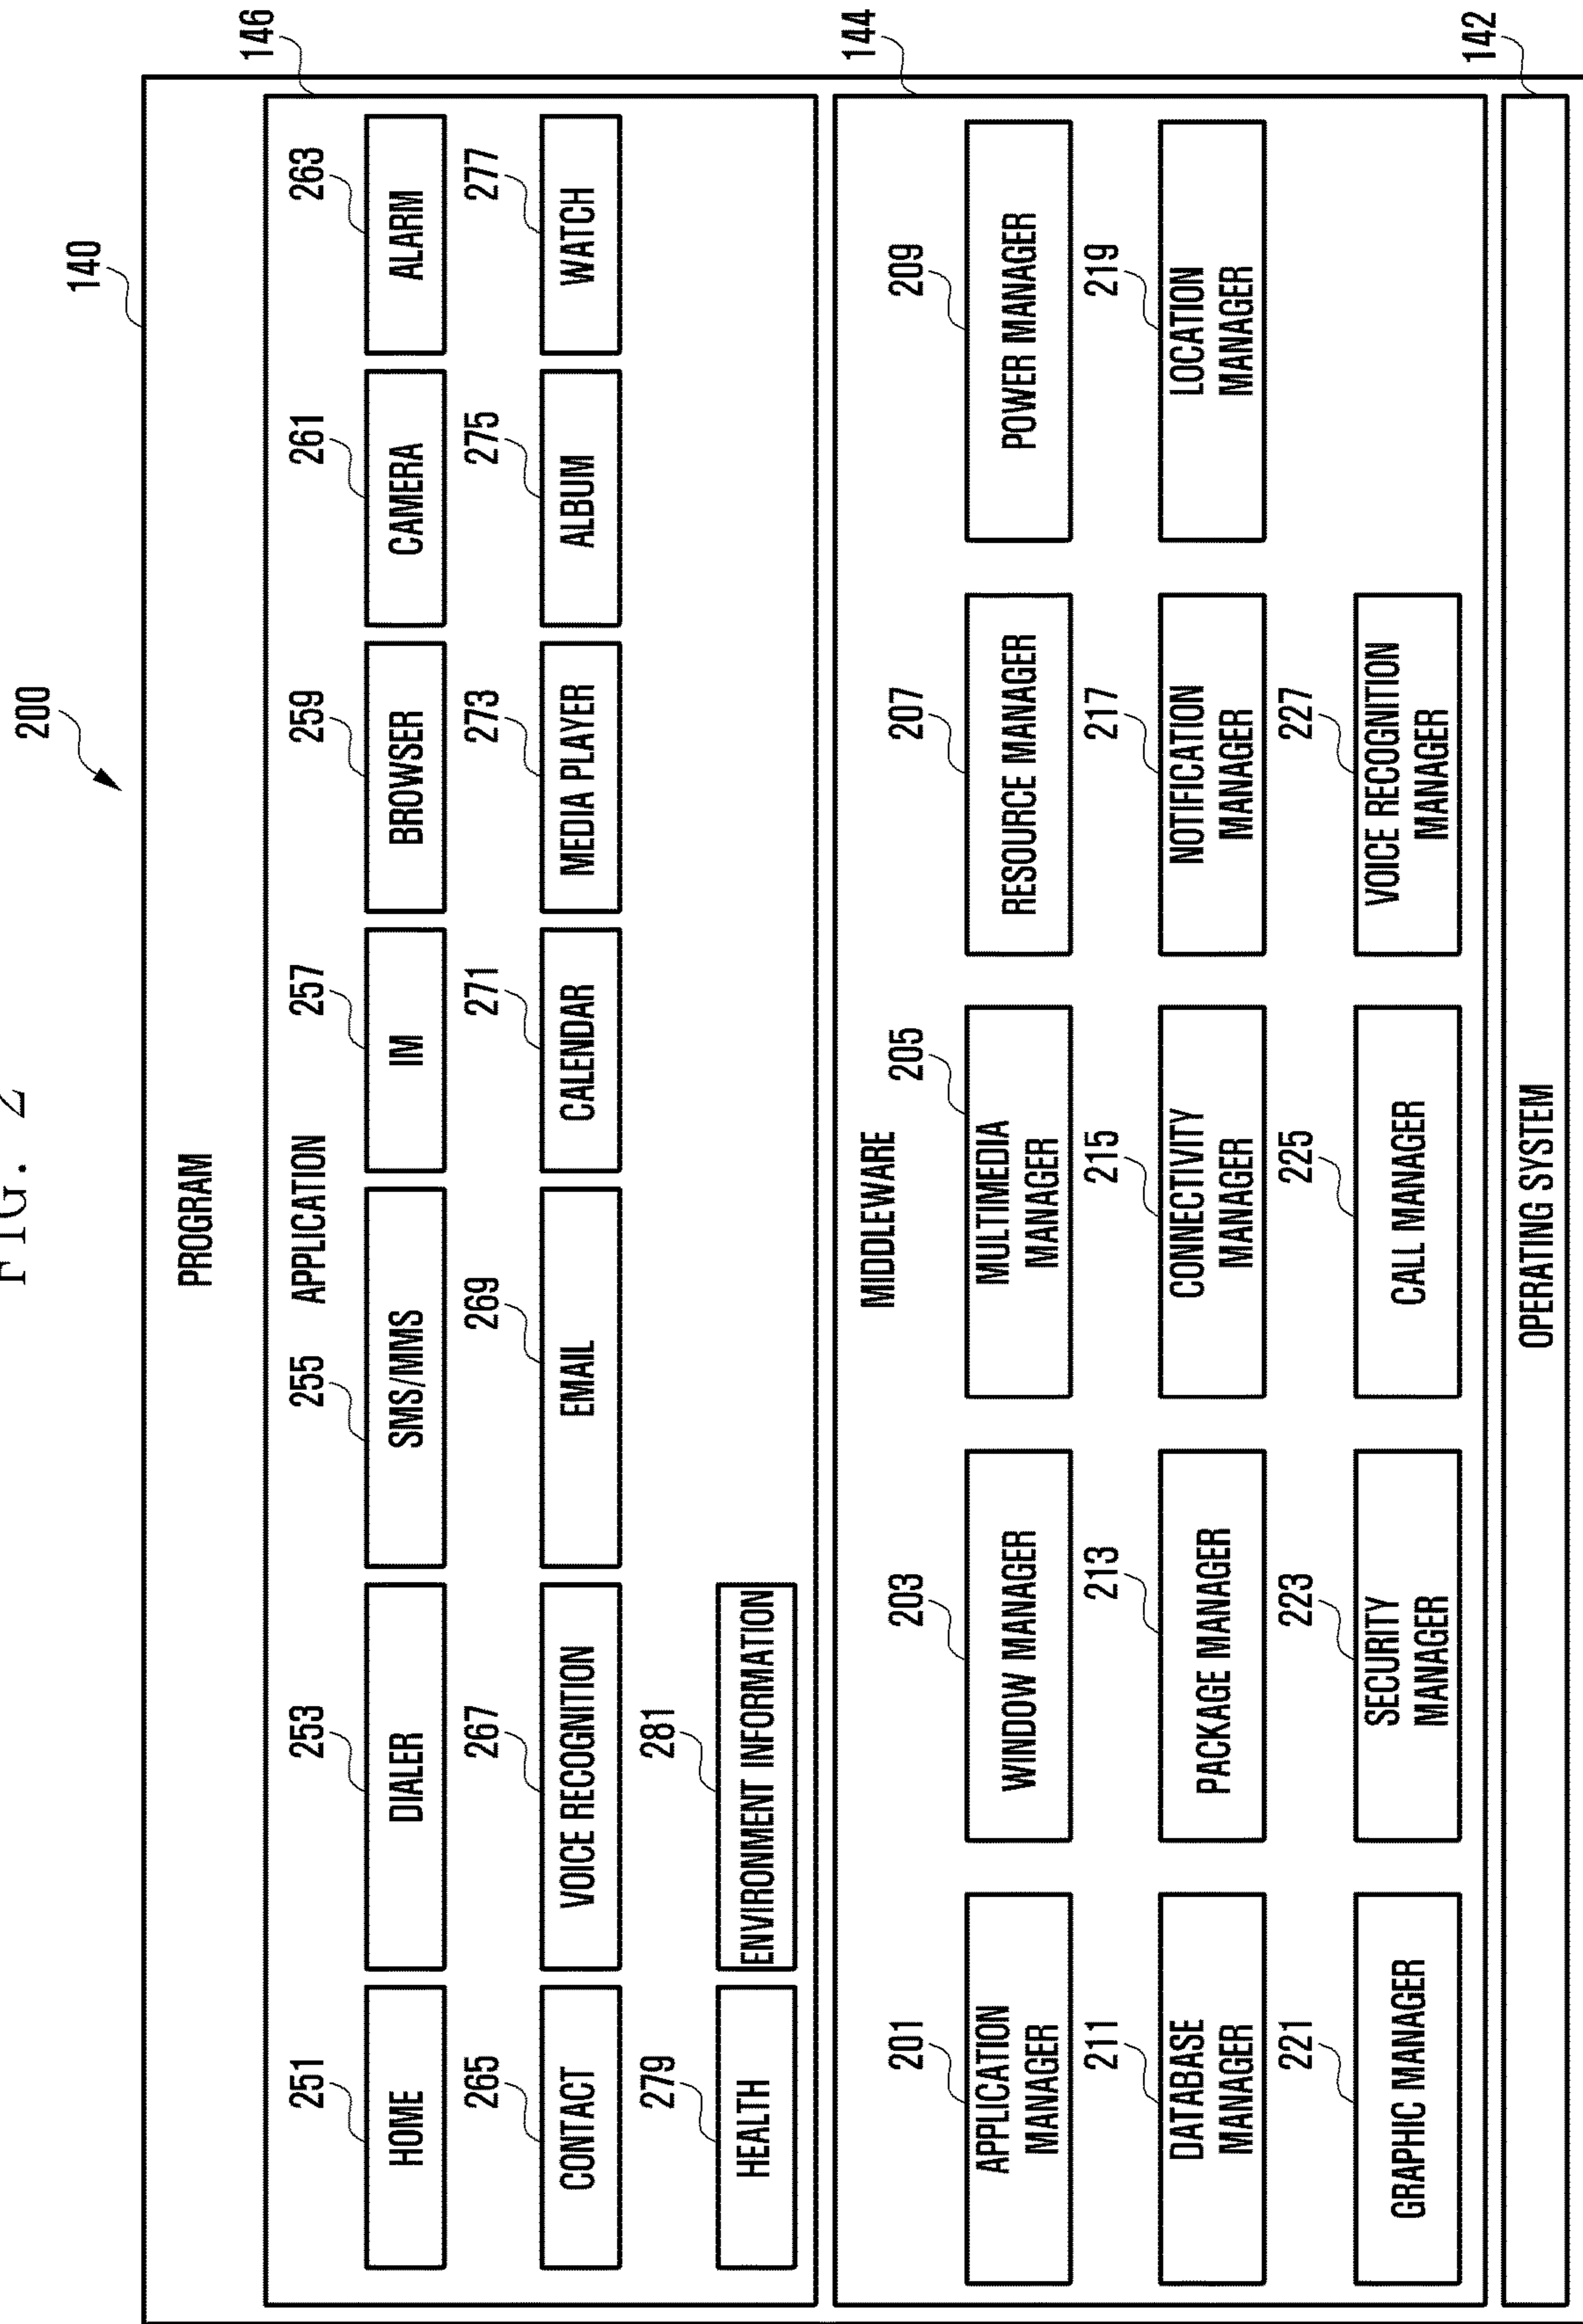 FIG. 2
200
140
PROGRAM
146
APPLICATION
251 253 255 257 259 261 263
HOME DIALER SMS/MMS IM BROWSER CAMERA ALARM
265 267 269 271 273 275 277
CONTACT VOICE RECOGNITION EMAIL CALENDAR MEDIA PLAYER ALBUM WATCH
279 281
HEALTH ENVIRONMENT INFORMATION
144
MIDDLEWARE
201 203 205 207 209
APPLICATION
MANAGER
WINDOW MANAGER
MULTIMEDIA
MANAGER
RESOURCE MANAGER
POWER MANAGER
211 213 215 217 219
DATABASE
MANAGER
PACKAGE MANAGER
CONNECTIVITY
MANAGER
NOTIFICATION
MANAGER
LOCATION
MANAGER
221 223 225 227
GRAPHIC MANAGER
SECURITY
MANAGER
CALL MANAGER
VOICE RECOGNITION
MANAGER
142
OPERATING SYSTEM